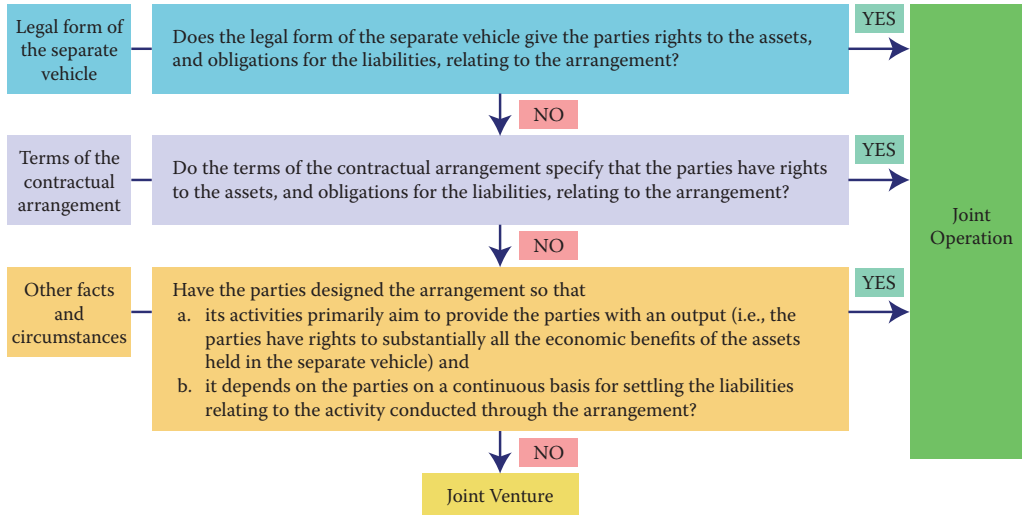 Legal form of
the separate
vehicle
Does the legal form of the separate vehicle give the parties rights to the assets,
and obligations for the liabilities, relating to the arrangement?
YES
NO
Terms of the
contractual
arrangement
Do the terms of the contractual arrangement specify that the parties have rights
to the assets, and obligations for the liabilities, relating to the arrangement?
YES
Joint
Operation
NO
Other facts
and
circumstances
Have the parties designed the arrangement so that
a. its activities primarily aim to provide the parties with an output (i.e., the
parties have rights to substantially all the economic benefits of the assets
held in the separate vehicle) and
b. it depends on the parties on a continuous basis for settling the liabilities
relating to the activity conducted through the arrangement?
YES
NO
Joint Venture